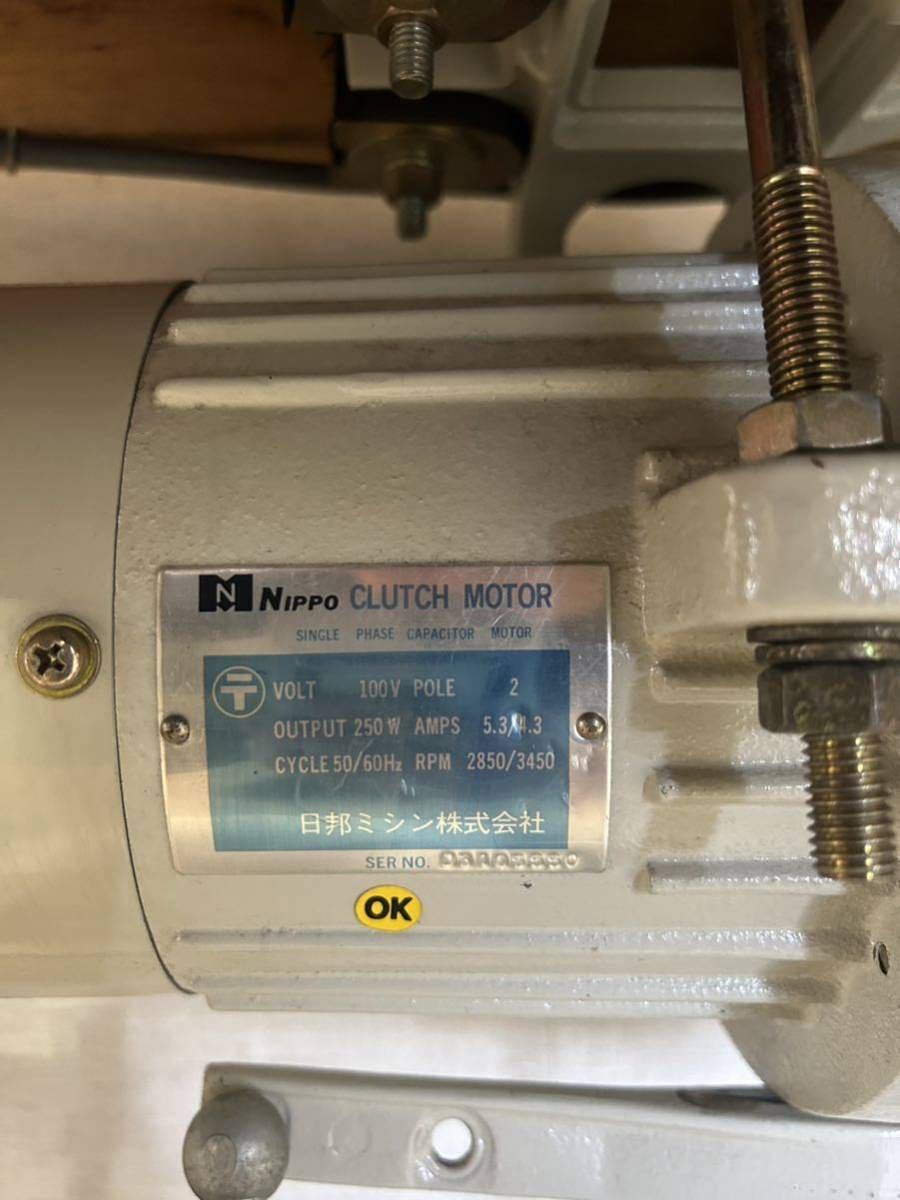 N NIPPO CLUTCH MOTOR
SINGLE PHASE CAPACITOR MOTOR
VOLT 100V POLE 2
OUTPUT 250W AMPS 5.3/4.3
CYCLE 50/60Hz RPM 2850/3450
日邦ミシン株式会社
SER NO.
OK